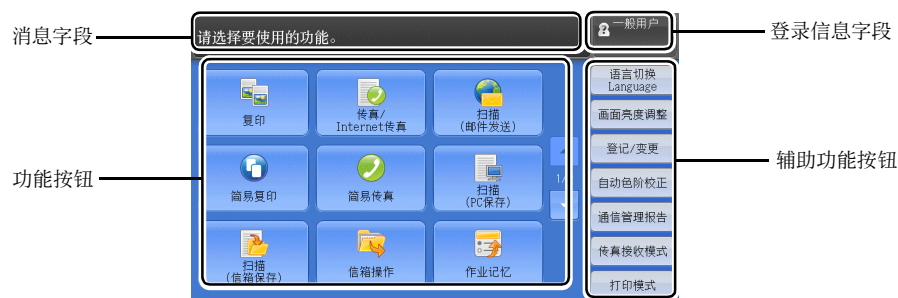 消息字段
请选择要使用的功能。
一般用户
登录信息字段
语言切换
Language
复印
传真/
Internet传真
扫描
(邮件发送)
画面亮度调整
登记/变更
辅助功能按钮
功能按钮
简易复印
简易传真
扫描
(PC保存)
1/
自动色阶校正
通信管理报告
扫描
(信箱保存)
信箱操作
作业记忆
传真接收模式
打印模式